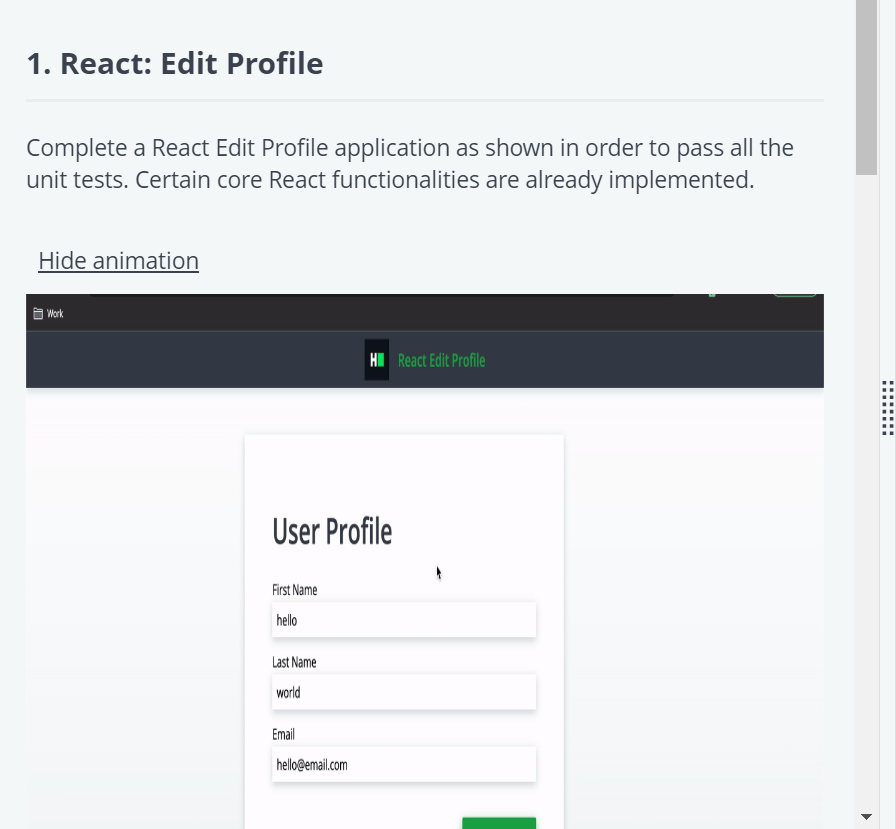 1. React: Edit Profile
Complete a React Edit Profile application as shown in order to pass all the
unit tests. Certain core React functionalities are already implemented.
Hide animation
Work
H React Edit Profile
User Profile
First Name
hello
Last Name
world
Email
hello@email.com